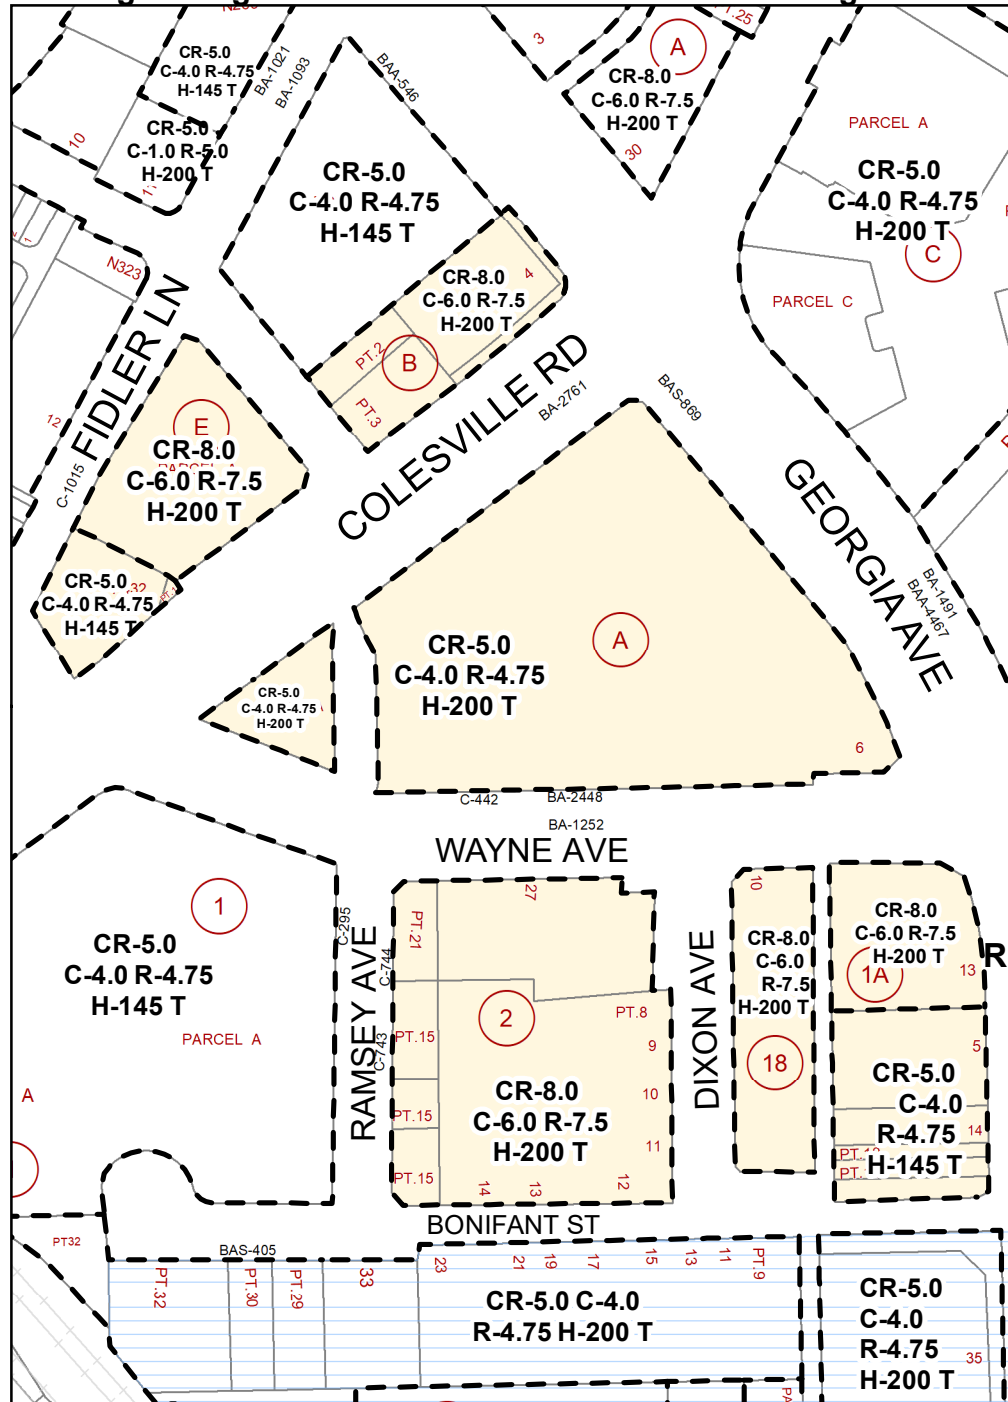 N269
CR-5.0
C-4.0 R-4.75
H-145 T
BA-1021
BA-1093
BAA-546
3
A
T.25
CR-8.0
C-6.0 R-7.5
H-200 T
30
PARCEL A
CR-5.0
C-4.0 R-4.75
H-200 T
C
PARCEL C
10
CR-5.0
C-1.0 R-5.0
H-200 T
11
CR-5.0
C-4.0 R-4.75
H-145 T
2
1
N323
CR-8.0
C-6.0 R-7.5
H-200 T
4
PT.2
B
PT.3
FIDLER LN
12
C-1015
E
CR-8.0
PARCEL A
C-6.0 R-7.5
H-200 T
COLESVILLE RD
BA-2761
BAS-869
GEORGIA AVE
BA-1491
BAA-4467
CR-5.0
32
C-4.0 R-4.75
H-145 T
CR-5.0
C-4.0 R-4.75
H-200 T
A
CR-5.0
C-4.0 R-4.75
H-200 T
6
C-442
BA-2448
BA-1252
WAYNE AVE
1
CR-5.0
C-4.0 R-4.75
H-145 T
PARCEL A
A
C-295
RAMSEY AVE
C-744
C-743
PT.21
27
PT.15
PT.15
PT.15
2
PT.8
9
10
11
12
13
14
CR-8.0
C-6.0 R-7.5
H-200 T
DIXON AVE
10
CR-8.0
C-6.0
R-7.5
H-200 T
18
CR-8.0
C-6.0 R-7.5
H-200 T
1A
13
R
5
CR-5.0
C-4.0
R-4.75
H-145 T
14
BONIFANT ST
PT32
BAS-405
PT.32
PT.30
PT.29
33
23
21
19
17
15
13
11
PT.9
CR-5.0 C-4.0
R-4.75 H-200 T
CR-5.0
C-4.0
R-4.75
H-200 T
35
PA